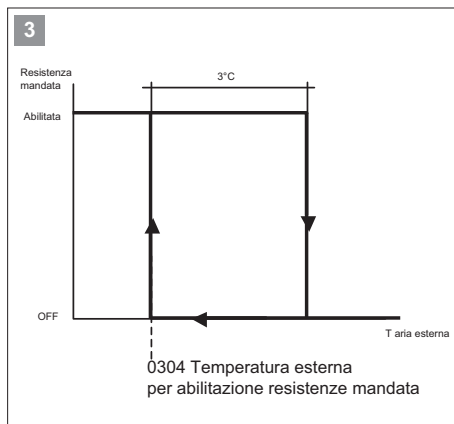 3
3°C
Resistenza
mandata
Abilitata
OFF
T aria esterna
0304 Temperatura esterna
per abilitazione resistenze mandata